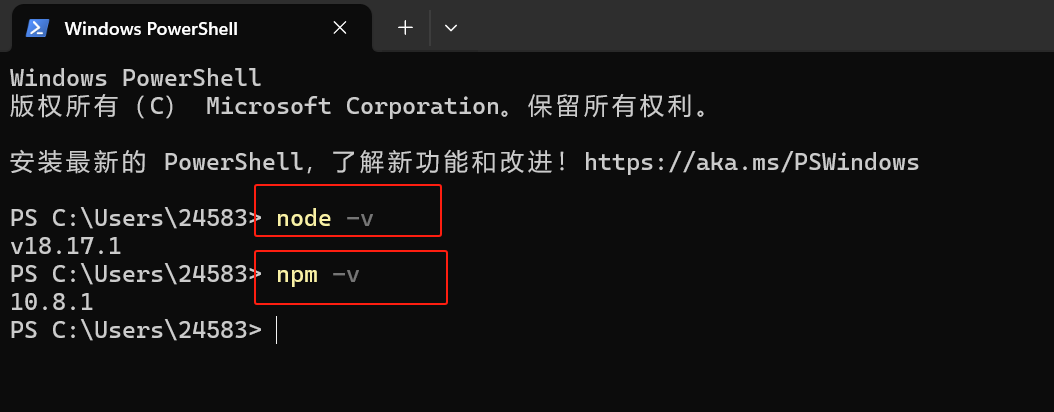 Windows PowerShell
Windows PowerShell
版权所有（C） Microsoft Corporation。保留所有权利。
安装最新的 PowerShell，了解新功能和改进！https://aka.ms/PSWindows
PS C:\Users\24583> node -v
v18.17.1
PS C:\Users\24583> npm -v
10.8.1
PS C:\Users\24583>